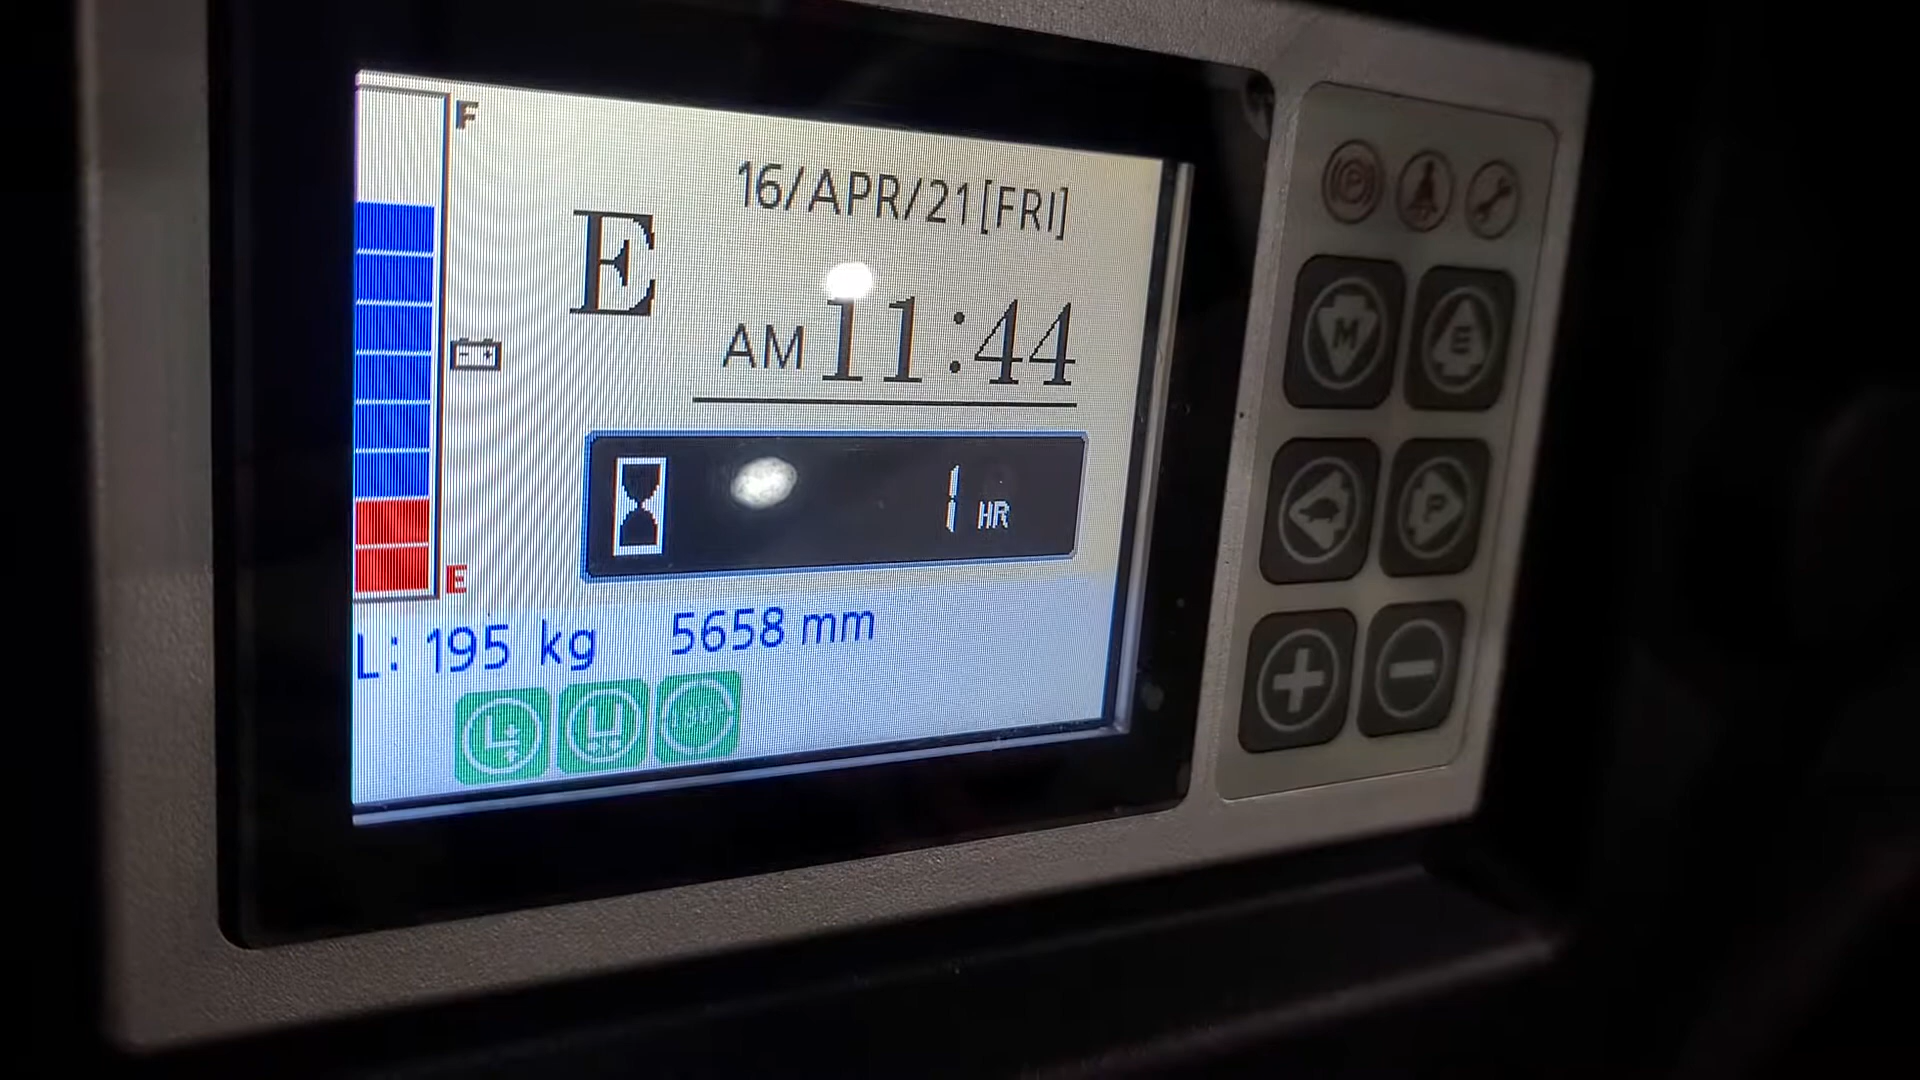 F
16/APR/21[FRI]
E
AM 11:44
1 HR
E
L: 195 kg 5658 mm
P
M E
P